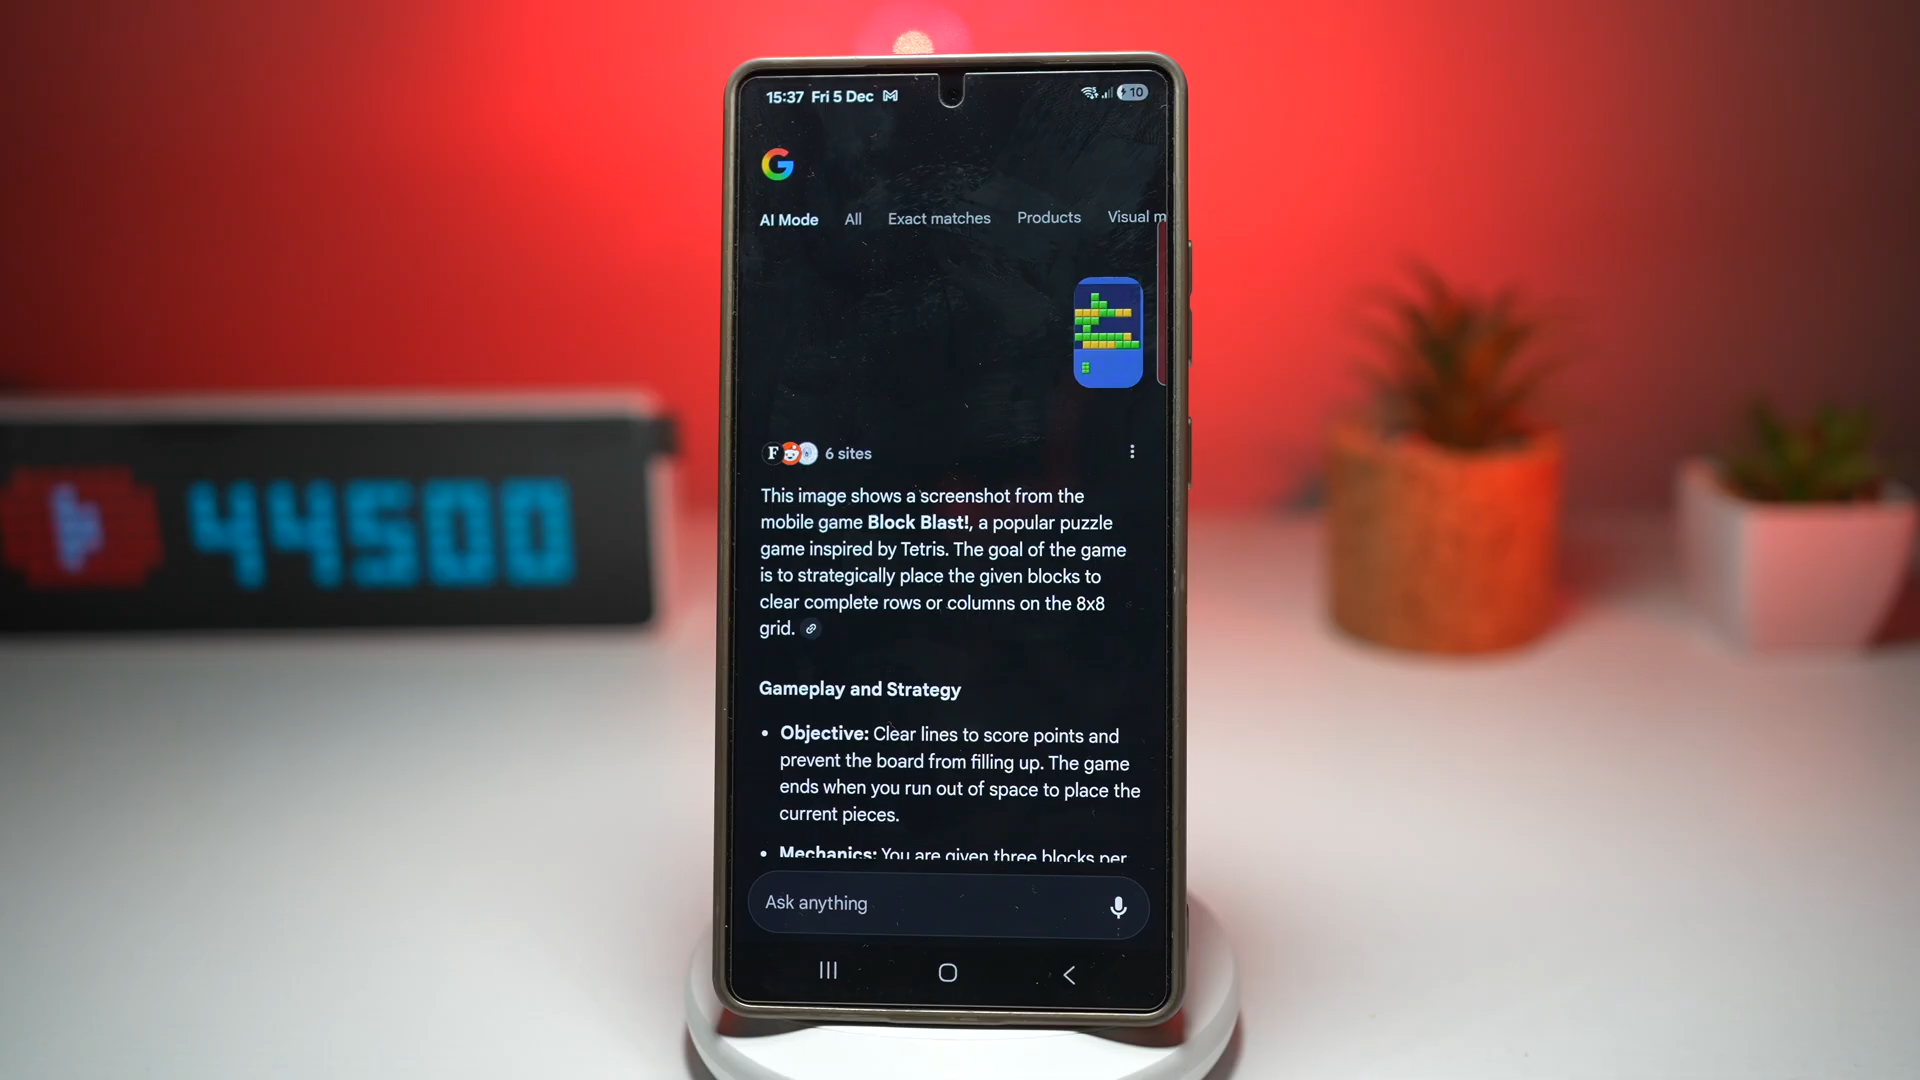 15:37 Fri 5 Dec
10
AI Mode All Exact matches Products Visual m
F 6 sites
This image shows a screenshot from the
mobile game Block Blast!, a popular puzzle
game inspired by Tetris. The goal of the game
is to strategically place the given blocks to
clear complete rows or columns on the 8x8
grid.
Gameplay and Strategy
• Objective: Clear lines to score points and
prevent the board from filling up. The game
ends when you run out of space to place the
current pieces.
• Mechanics: You are given three blocks per
Ask anything
44500